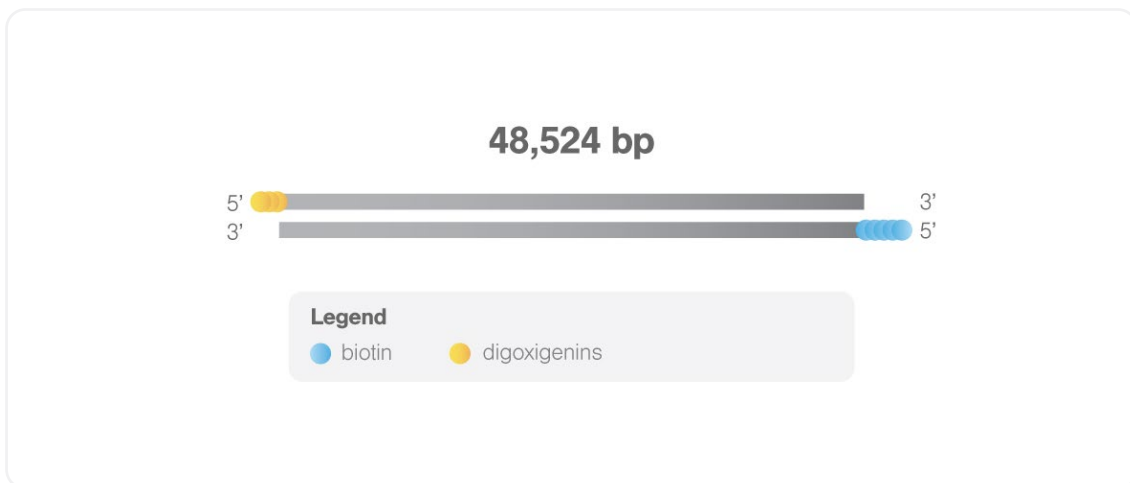 48,524 bp
5’ 3’
3’ 5’
Legend
biotin digoxigenins